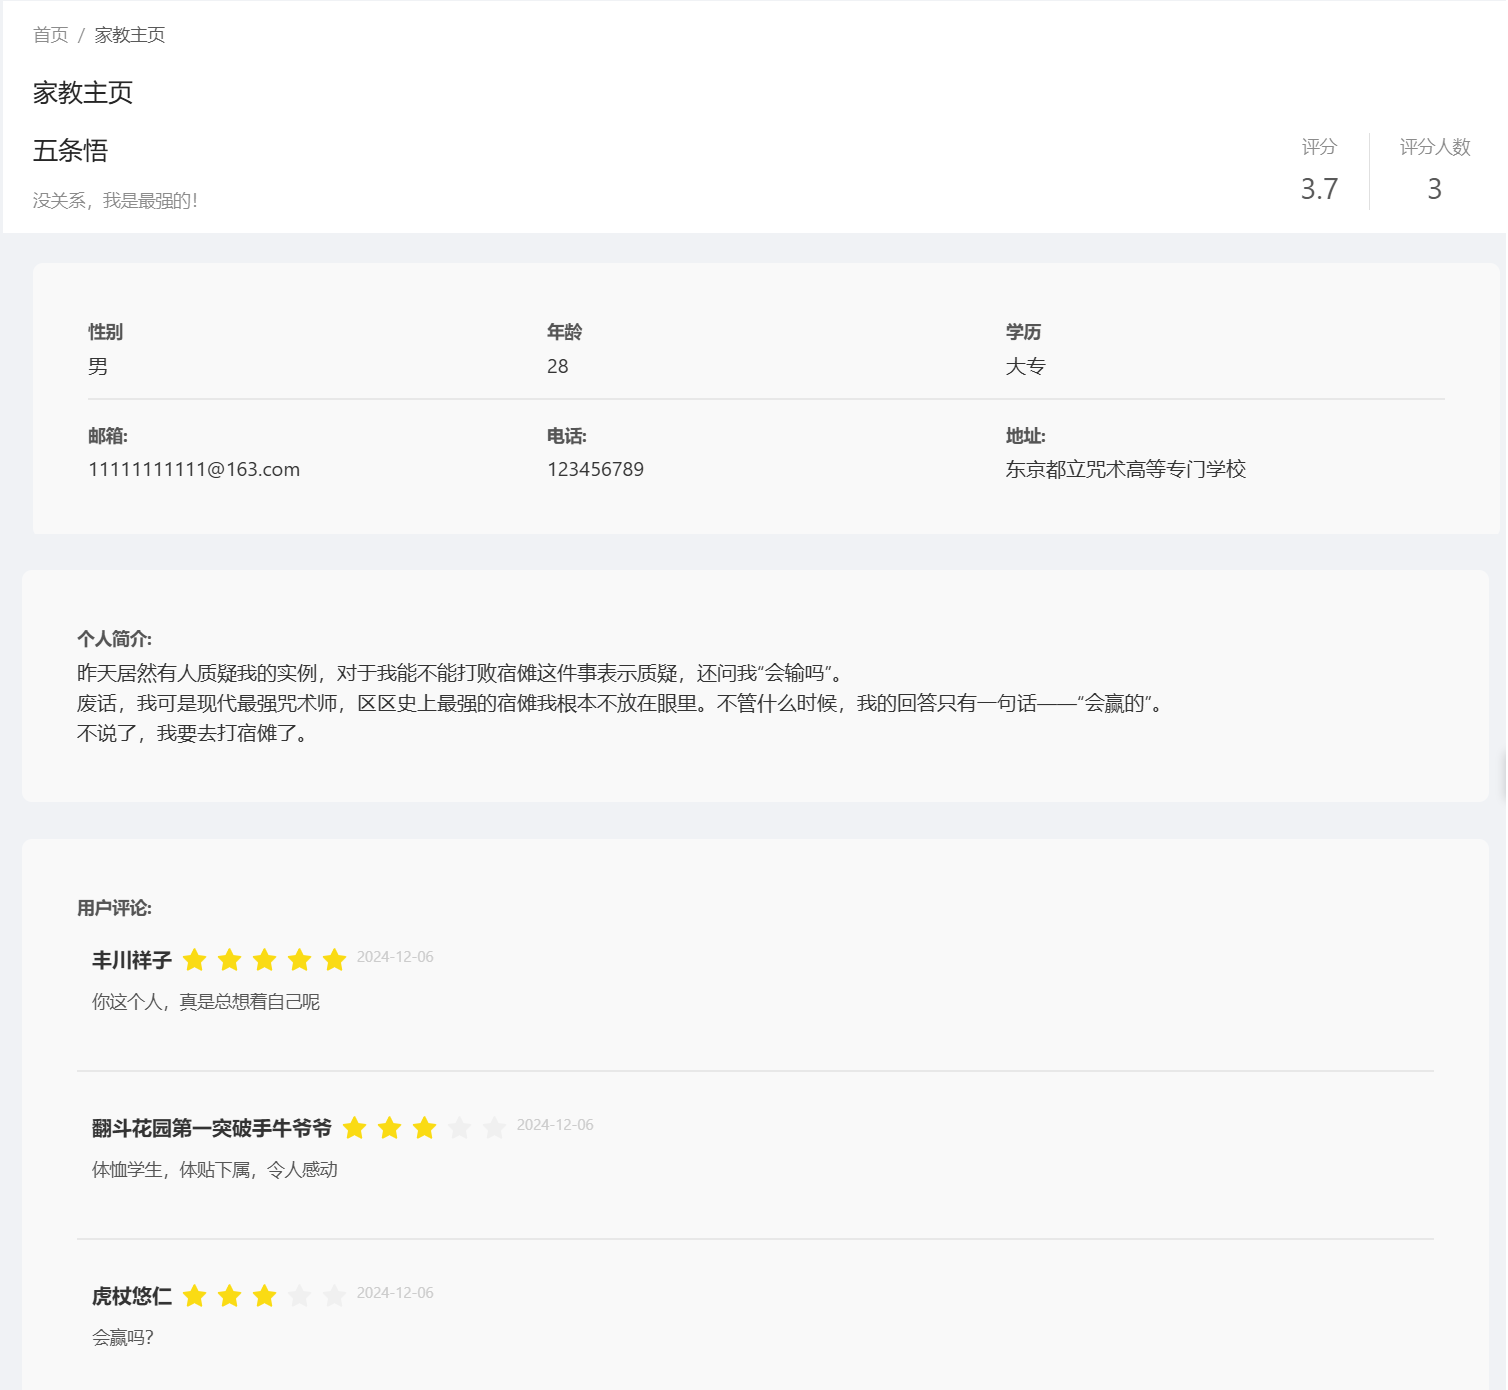 首页 / 家教主页
家教主页
五条悟
没关系，我是最强的！
评分
3.7
评分人数
3
性别
男
年龄
28
学历
大专
邮箱:
11111111111@163.com
电话:
123456789
地址:
东京都立咒术高等专门学校
个人简介:
昨天居然有人质疑我的实例，对于我能不能打败宿傩这件事表示质疑，还问我“会输吗”。
废话，我可是现代最强咒术师，区区史上最强的宿傩我根本不放在眼里。不管什么时候，我的回答只有一句话——“会赢的”。
不说了，我要去打宿傩了。
用户评论:
丰川祥子 2024-12-06
你这个人，真是总想着自己呢
翻斗花园第一突破手牛爷爷 2024-12-06
体恤学生，体贴下属，令人感动
虎杖悠仁 2024-12-06
会赢吗?